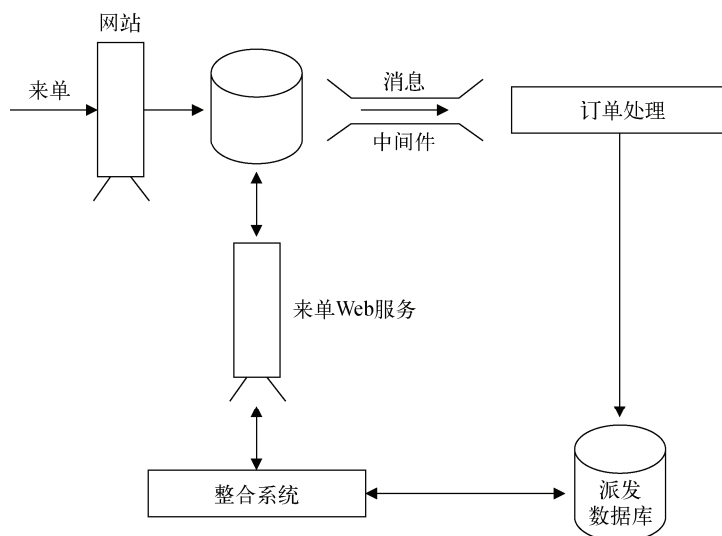 网站
来单
消息
中间件
订单处理
来单Web服务
整合系统
派发
数据库